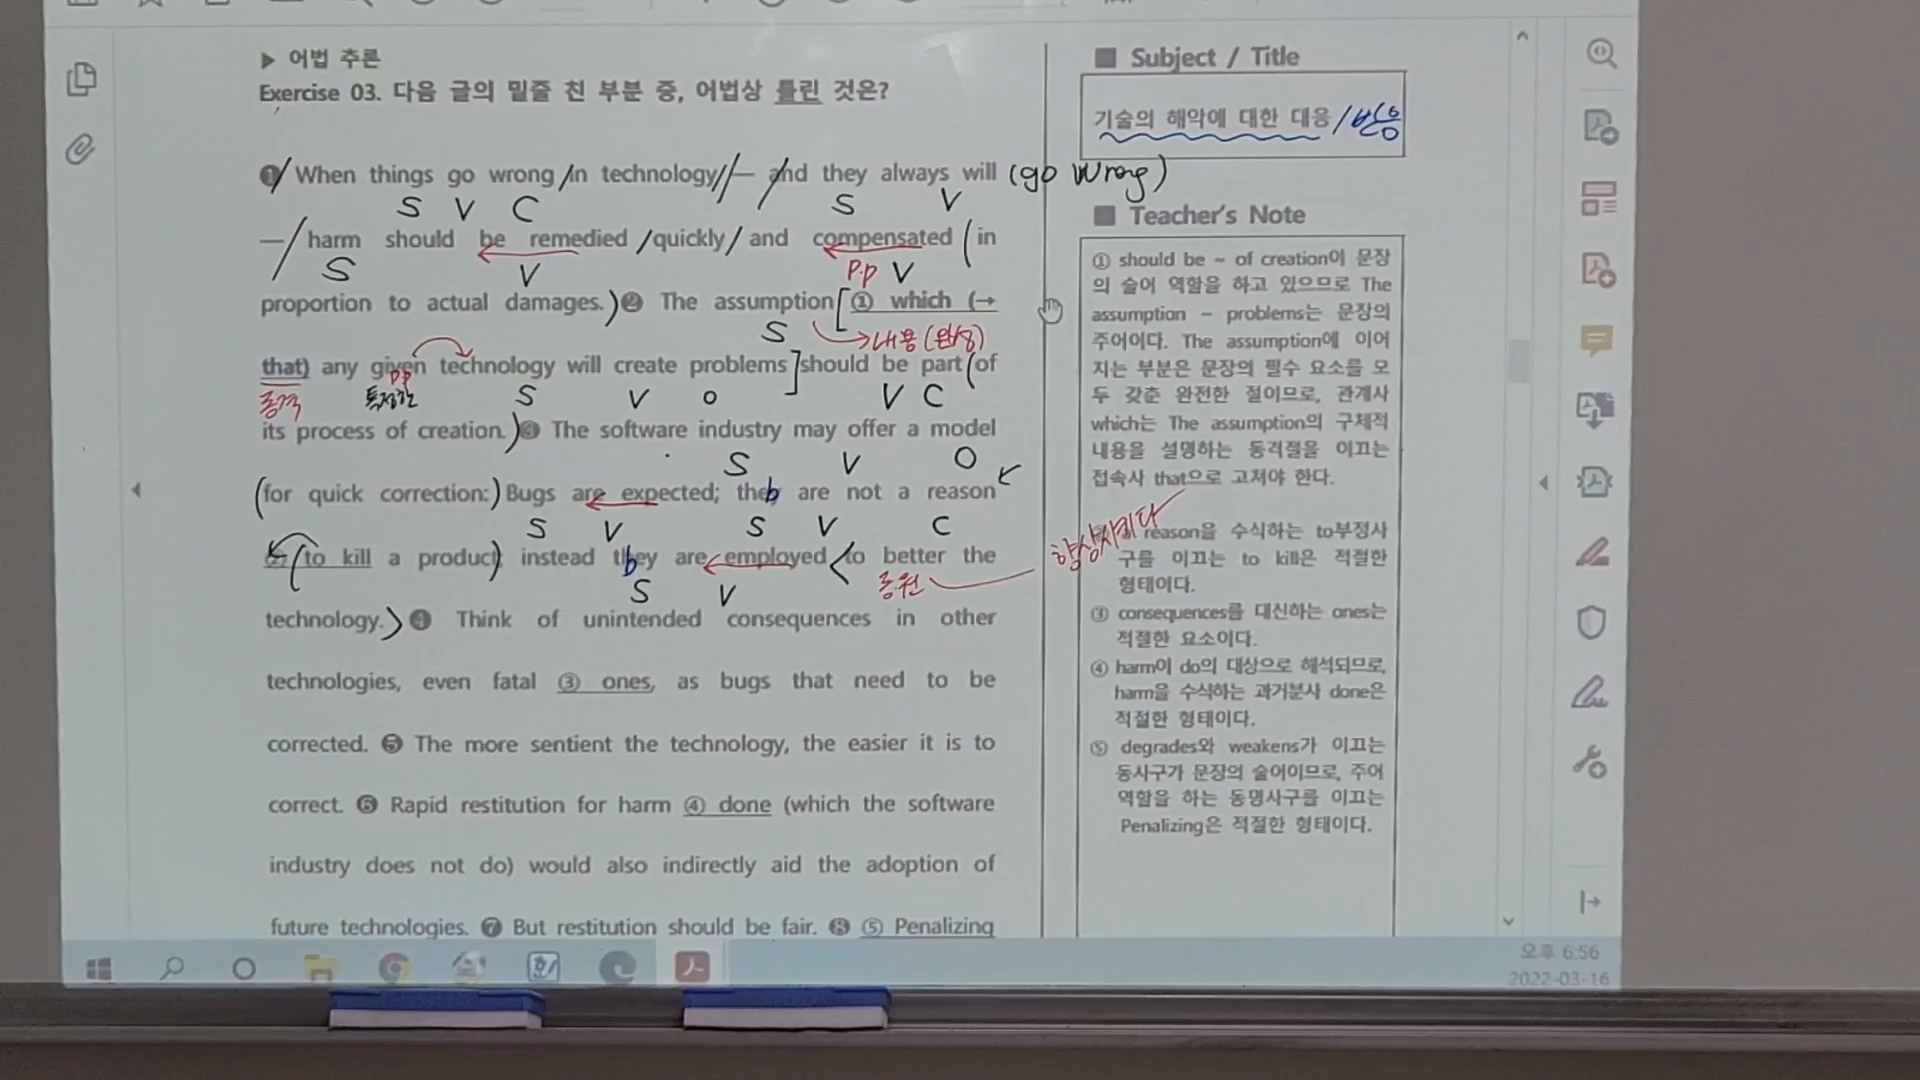 ▶ 어법 추론
Exercise 03. 다음 글의 밑줄 친 부분 중, 어법상 틀린 것은?
❶ When things go wrong in technology — and they always will (go wrong)
S V C S V
— harm should be remedied quickly and compensated (in
S V p.p V
proportion to actual damages.) ❷ The assumption [① which (→
S 내용(완성)
that) any given technology will create problems] should be part (of
동격 pp 특정한 S V O V C
its process of creation.) ❸ The software industry may offer a model
S V O
(for quick correction:) Bugs are expected; they are not a reason
b
S V S V C
② (to kill a product); instead they are employed <to better the
b
S V 동원 향상시키다
technology.> ❹ Think of unintended consequences in other
technologies, even fatal ③ ones, as bugs that need to be
corrected. ❺ The more sentient the technology, the easier it is to
correct. ❻ Rapid restitution for harm ④ done (which the software
industry does not do) would also indirectly aid the adoption of
future technologies. ❼ But restitution should be fair. ❽ ⑤ Penalizing
■ Subject / Title
기술의 해악에 대한 대응 / 반응
■ Teacher's Note
① should be ~ of creation이 문장
의 술어 역할을 하고 있으므로 The
assumption ~ problems는 문장의
주어이다. The assumption에 이어
지는 부분은 문장의 필수 요소를 모
두 갖춘 완전한 절이므로, 관계사
which는 The assumption의 구체적
내용을 설명하는 동격절을 이끄는
접속사 that으로 고쳐야 한다.
reason을 수식하는 to부정사
구를 이끄는 to kill은 적절한
형태이다.
③ consequences를 대신하는 ones는
적절한 요소이다.
④ harm이 do의 대상으로 해석되므로,
harm을 수식하는 과거분사 done은
적절한 형태이다.
⑤ degrades와 weakens가 이끄는
동사구가 문장의 술어이므로, 주어
역할을 하는 동명사구를 이끄는
Penalizing은 적절한 형태이다.
오후 6:56
2022-03-16